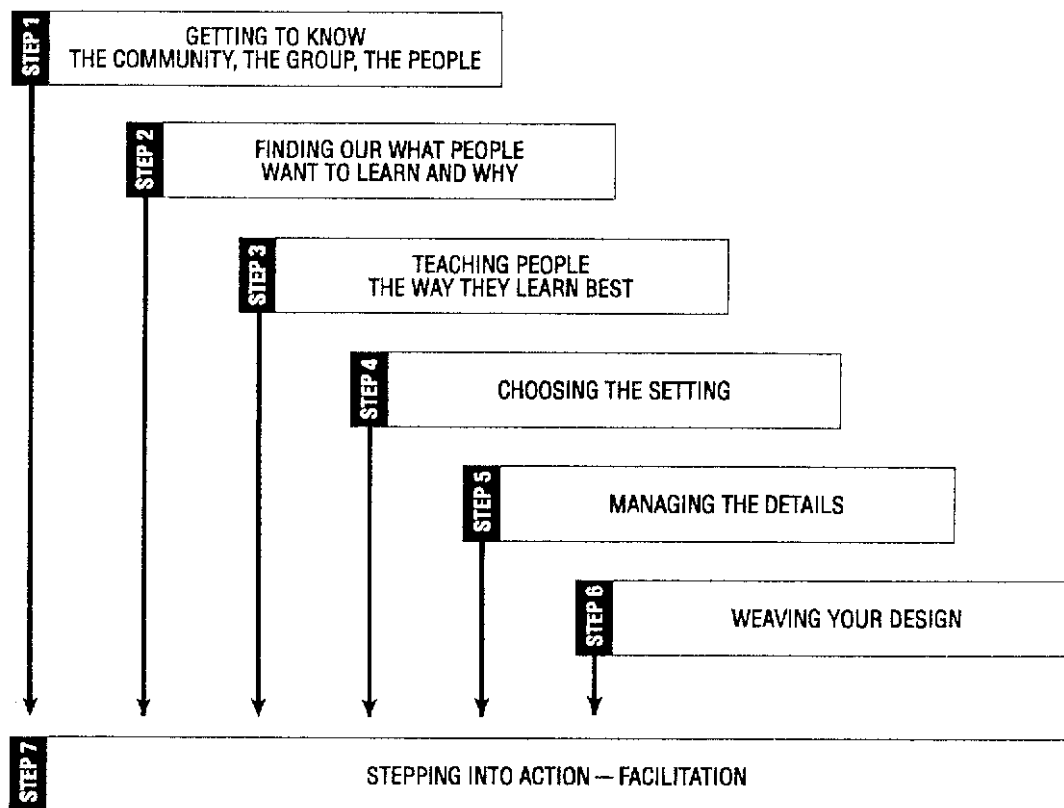 STEP 1
GETTING TO KNOW
THE COMMUNITY, THE GROUP, THE PEOPLE
STEP 2
FINDING OUR WHAT PEOPLE
WANT TO LEARN AND WHY
STEP 3
TEACHING PEOPLE
THE WAY THEY LEARN BEST
STEP 4
CHOOSING THE SETTING
STEP 5
MANAGING THE DETAILS
STEP 6
WEAVING YOUR DESIGN
STEP 7
STEPPING INTO ACTION — FACILITATION